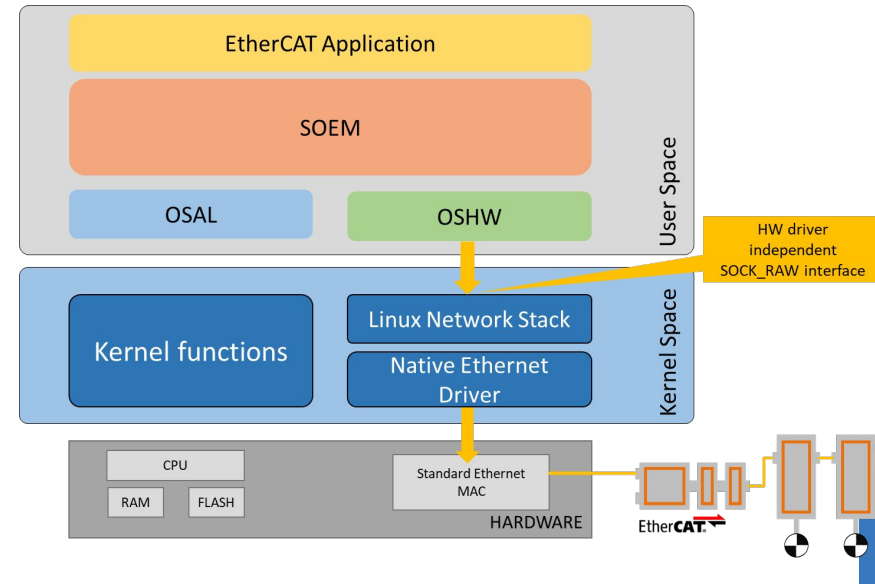 EtherCAT Application
SOEM
OSAL
OSHW
User Space
HW driver
independent
SOCK_RAW interface
Kernel functions
Linux Network Stack
Native Ethernet
Driver
Kernel Space
CPU
RAM
FLASH
Standard Ethernet
MAC
HARDWARE
EtherCAT.